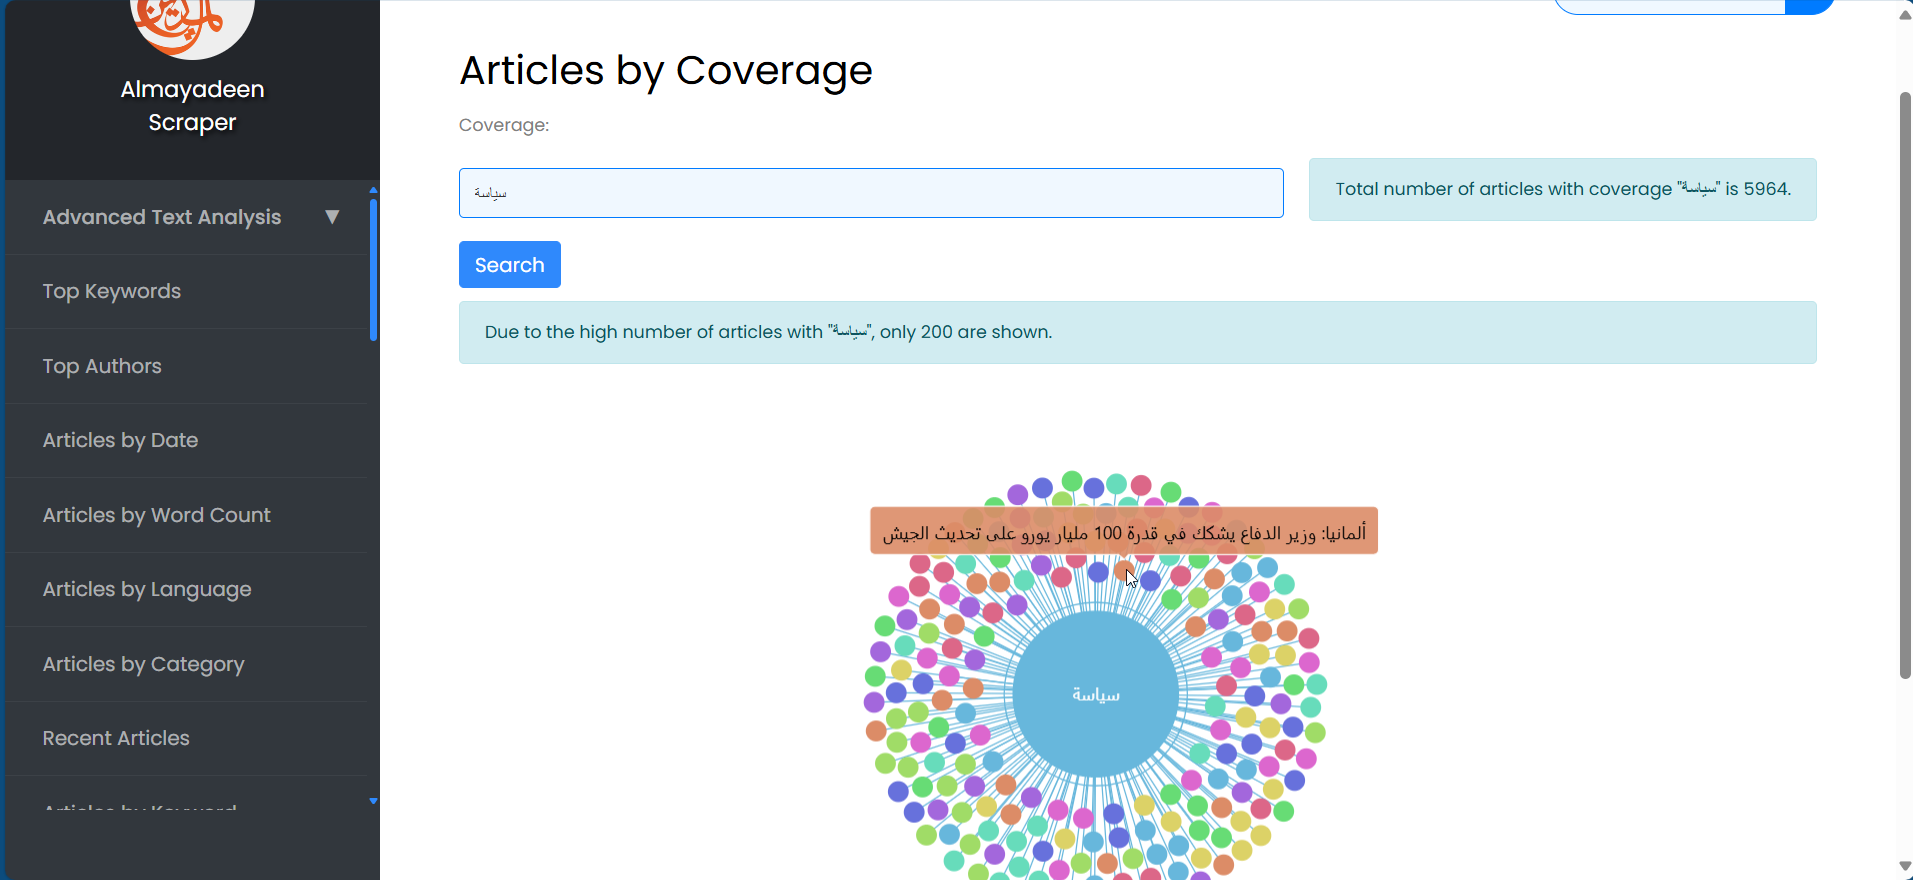 Almayadeen
Scraper
Advanced Text Analysis ▼
Top Keywords
Top Authors
Articles by Date
Articles by Word Count
Articles by Language
Articles by Category
Recent Articles
Articles by Keyword
Articles by Coverage
Coverage:
سياسة
Total number of articles with coverage "سياسة" is 5964.
Search
Due to the high number of articles with "سياسة", only 200 are shown.
ألمانيا: وزير الدفاع يشكك في قدرة 100 مليار يورو على تحديث الجيش
سياسة